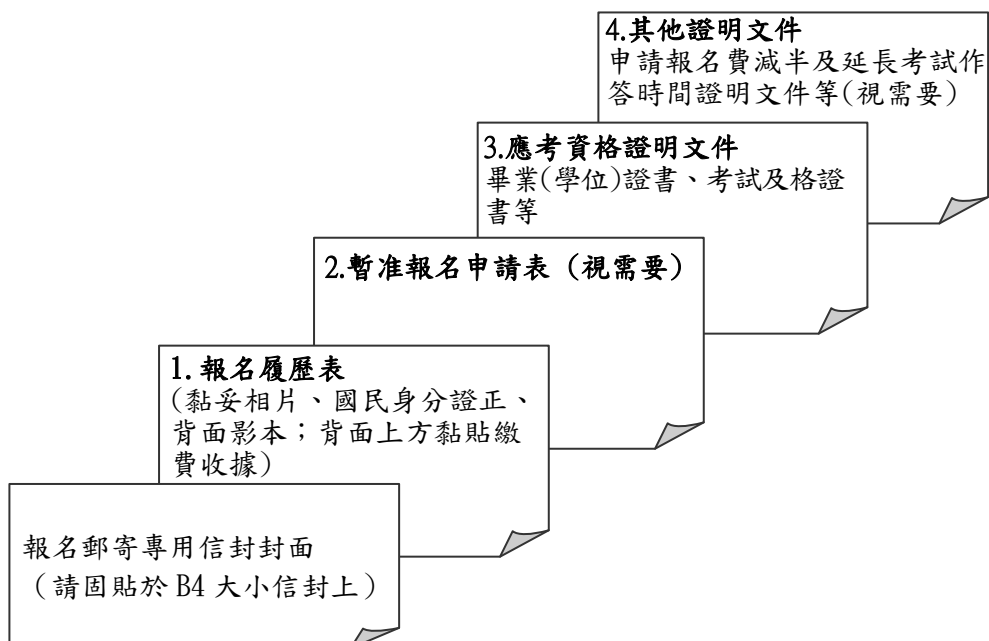 4.其他證明文件
申請報名費減半及延長考試作
答時間證明文件等(視需要)
3.應考資格證明文件
畢業(學位)證書、考試及格證
書等
2.暫准報名申請表（視需要）
1.報名履歷表
(黏妥相片、國民身分證正、
背面影本；背面上方黏貼繳
費收據)
報名郵寄專用信封封面
（請固貼於 B4 大小信封上）